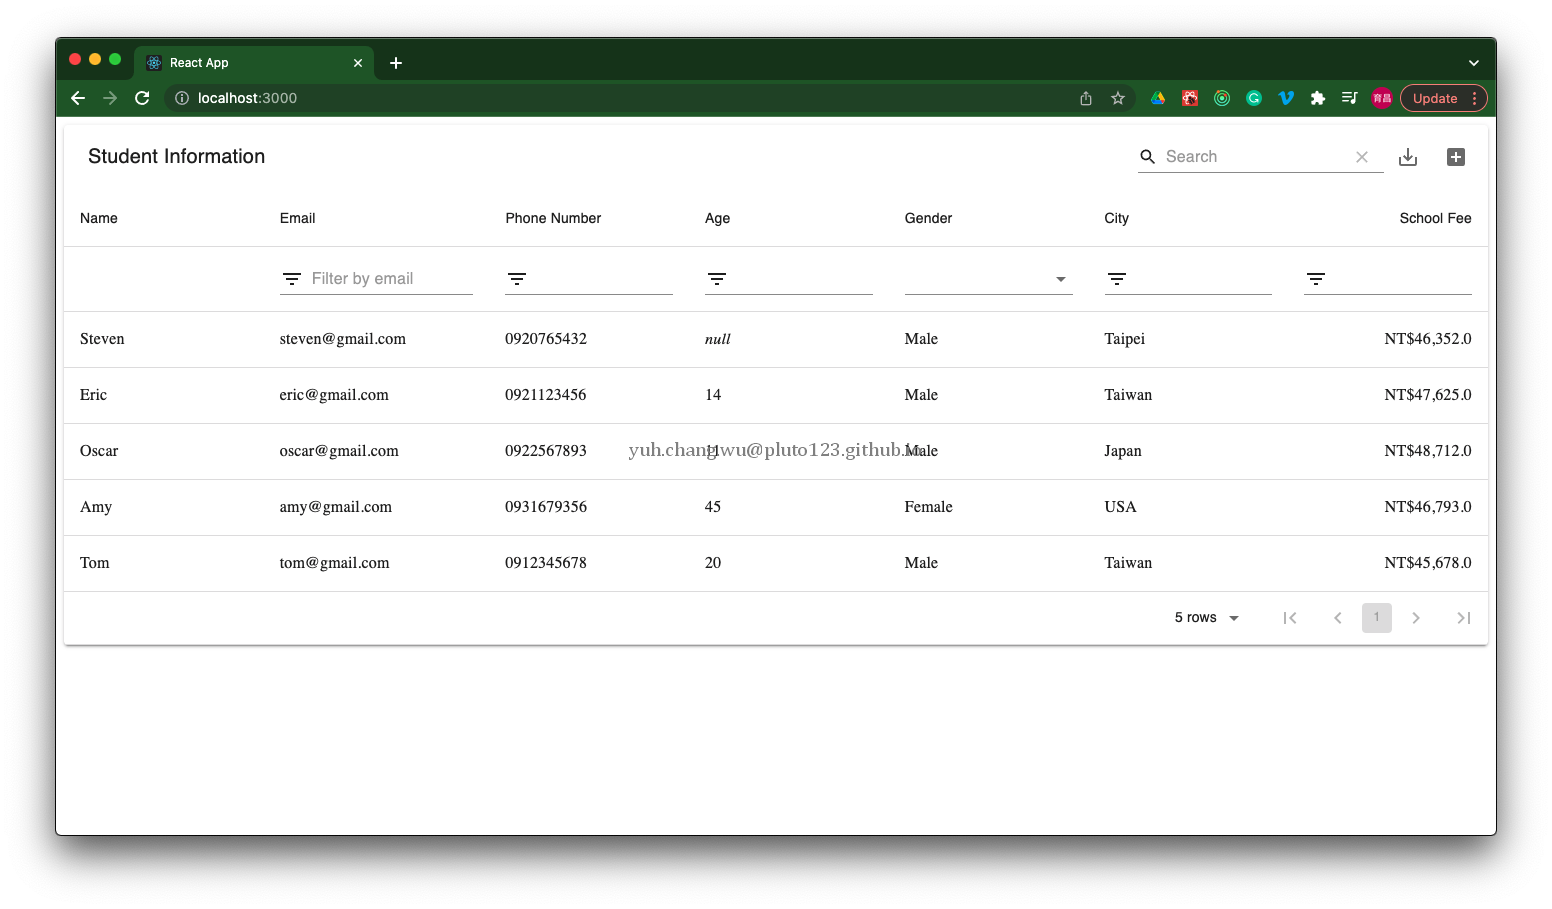 React App
localhost:3000
育昌
Update
Student Information
Search
Name Email Phone Number Age Gender City School Fee
Filter by email
Steven steven@gmail.com 0920765432 null Male Taipei NT$46,352.0
Eric eric@gmail.com 0921123456 14 Male Taiwan NT$47,625.0
Oscar oscar@gmail.com 0922567893 11 Male Japan NT$48,712.0
yuh.changwu@pluto123.github.io
Amy amy@gmail.com 0931679356 45 Female USA NT$46,793.0
Tom tom@gmail.com 0912345678 20 Male Taiwan NT$45,678.0
5 rows 1